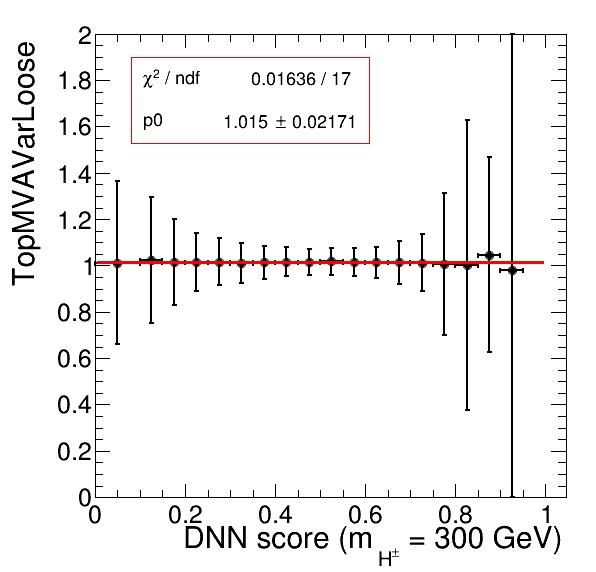 TopMVAVarLoose
2
1.8
1.6
1.4
1.2
1
0.8
0.6
0.4
0.2
0
χ² / ndf 0.01636 / 17
p0 1.015 ± 0.02171
0 0.2 0.4 0.6 0.8 1
DNN score (m_H± = 300 GeV)